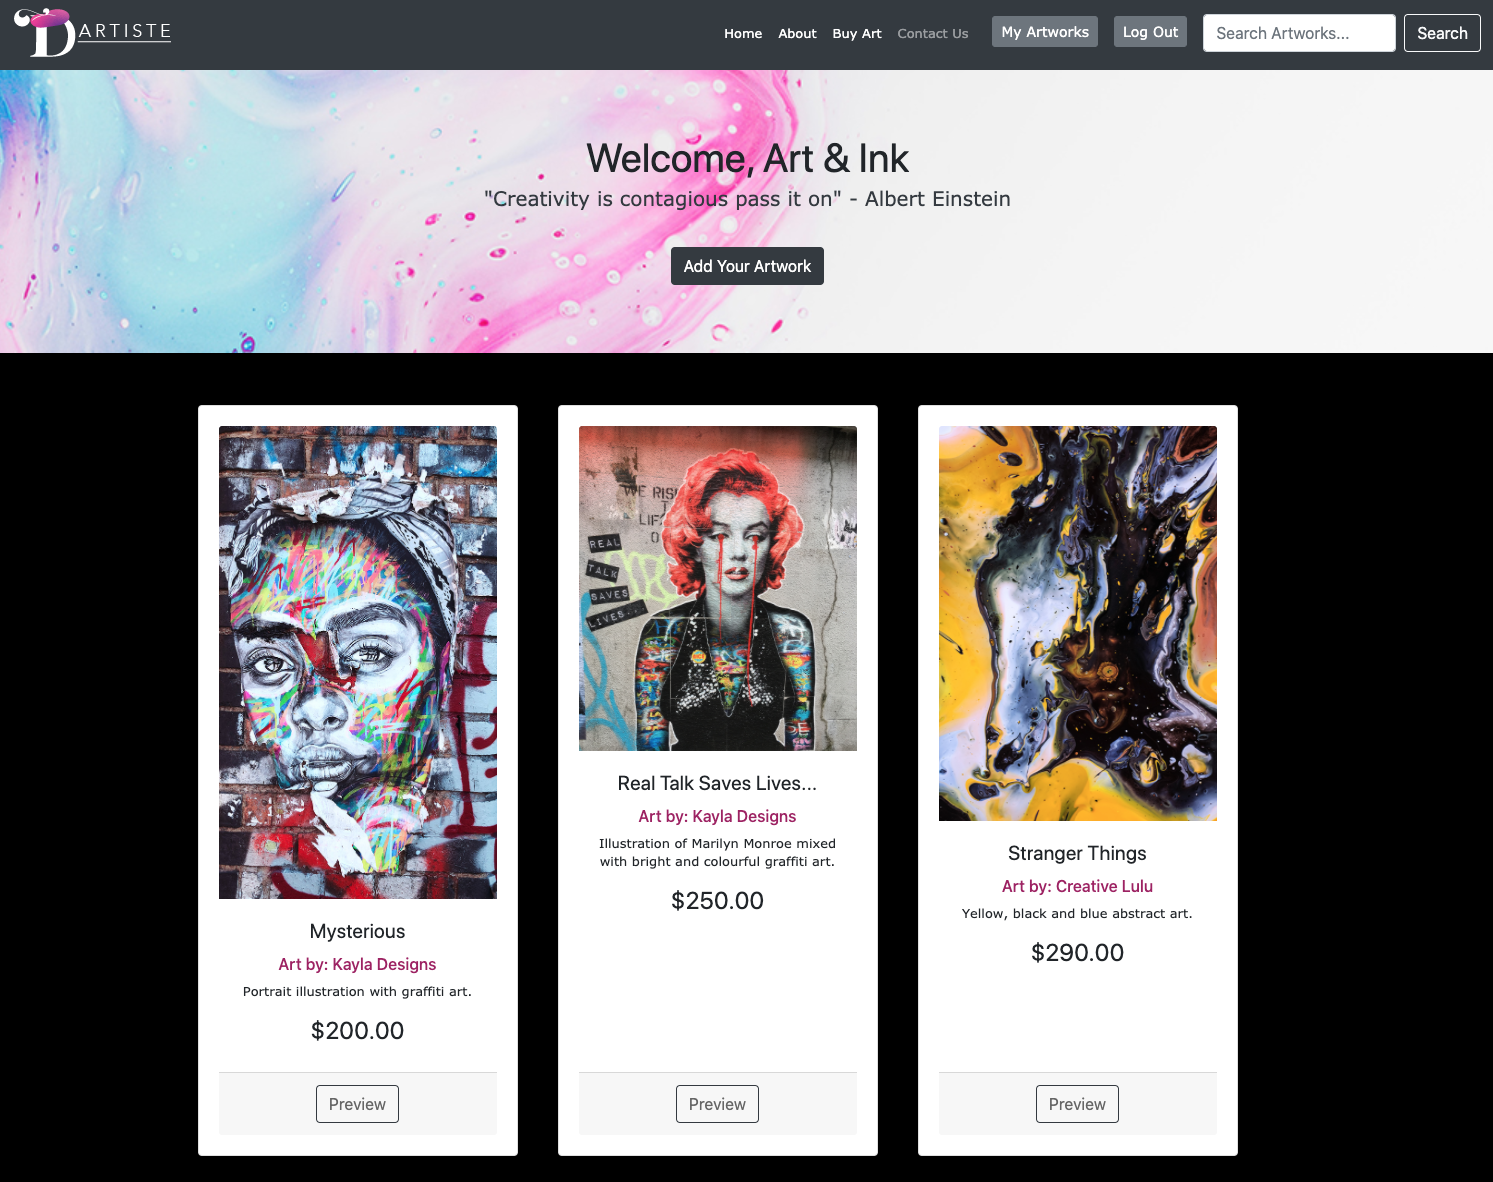 DARTISTE
Home About Buy Art Contact Us My Artworks Log Out Search Artworks... Search
Welcome, Art & Ink
"Creativity is contagious pass it on" - Albert Einstein
Add Your Artwork
WE RISE
LIF
O
REAL
TALK
SAVES
LIVES...
Mysterious
Art by: Kayla Designs
Portrait illustration with graffiti art.
$200.00
Preview
Real Talk Saves Lives...
Art by: Kayla Designs
Illustration of Marilyn Monroe mixed
with bright and colourful graffiti art.
$250.00
Preview
Stranger Things
Art by: Creative Lulu
Yellow, black and blue abstract art.
$290.00
Preview